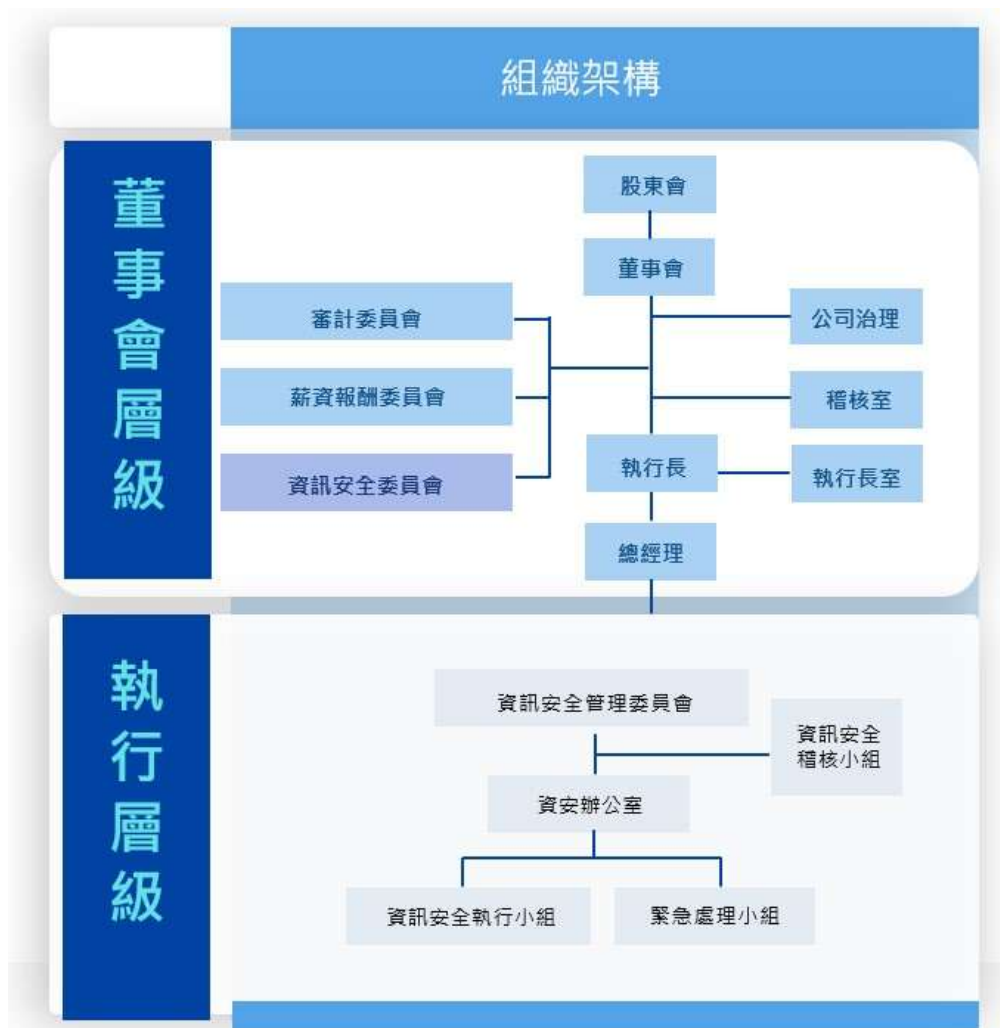 組織架構
董事會層級
股東會
董事會
審計委員會
公司治理
薪資報酬委員會
稽核室
資訊安全委員會
執行長
執行長室
總經理
執行層級
資訊安全管理委員會
資訊安全
稽核小組
資安辦公室
資訊安全執行小組
緊急處理小組